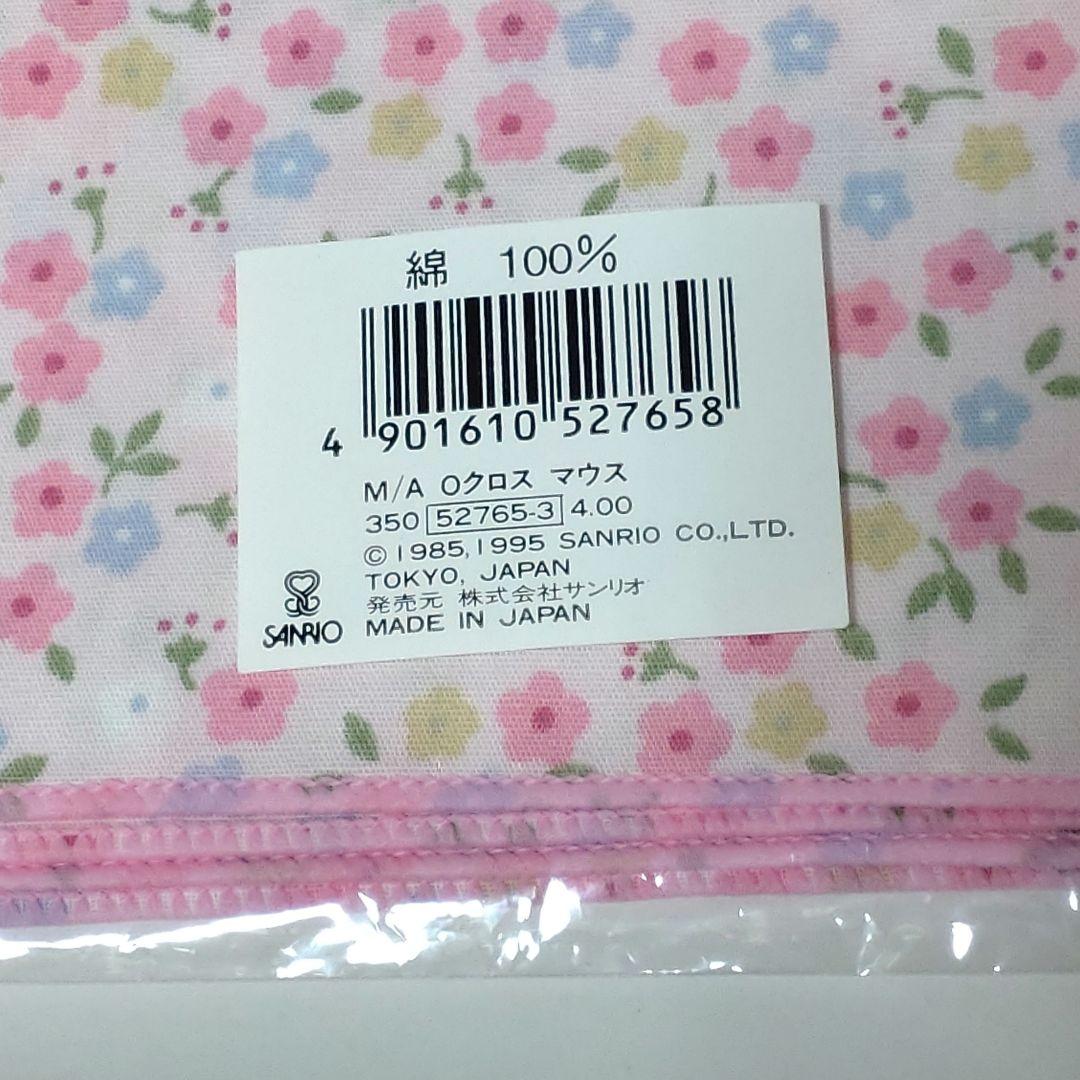 綿 100%
4 901610 527658
M/A Oクロス マウス
350 52765-3 4.00
© 1985,1995 SANRIO CO.,LTD.
TOKYO, JAPAN
発売元 株式会社サンリオ
MADE IN JAPAN
SANRIO